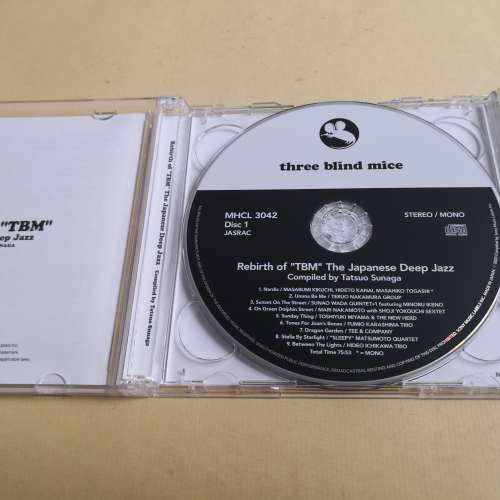 "TBM"
ep Jazz
Rebirth of "TBM" The Japanese Deep Jazz Compiled by Tatsuo Sunaga
three blind mice
MHCL 3042
Disc 1
JASRAC
STEREO / MONO
Rebirth of "TBM" The Japanese Deep Jazz
Compiled by Tatsuo Sunaga
1. Nardis / MASABUMI KIKUCHI, HIDETO KANAI, MASAHIKO TOGASHI *
2. Umma Be Me / TERUO NAKAMURA GROUP
3. Sunset On The Street / SUNAO WADA QUINTET+1 featuring MINORU IKENO
4. On Green Dolphin Street / MARI NAKAMOTO with SHOJI YOKOUCHI SEXTET
5. Sunday Thing / TOSHIYUKI MIYAMA & THE NEW HERD
6. Tones For Joan's Bones / FUMIO KARASHIMA TRIO
7. Dragon Garden / TEE & COMPANY
8. Stella By Starlight / "SLEEPY" MATSUMOTO QUARTET
9. Between The Lights / HIDEO ICHIKAWA TRIO
Total Time 75:53 * = MONO